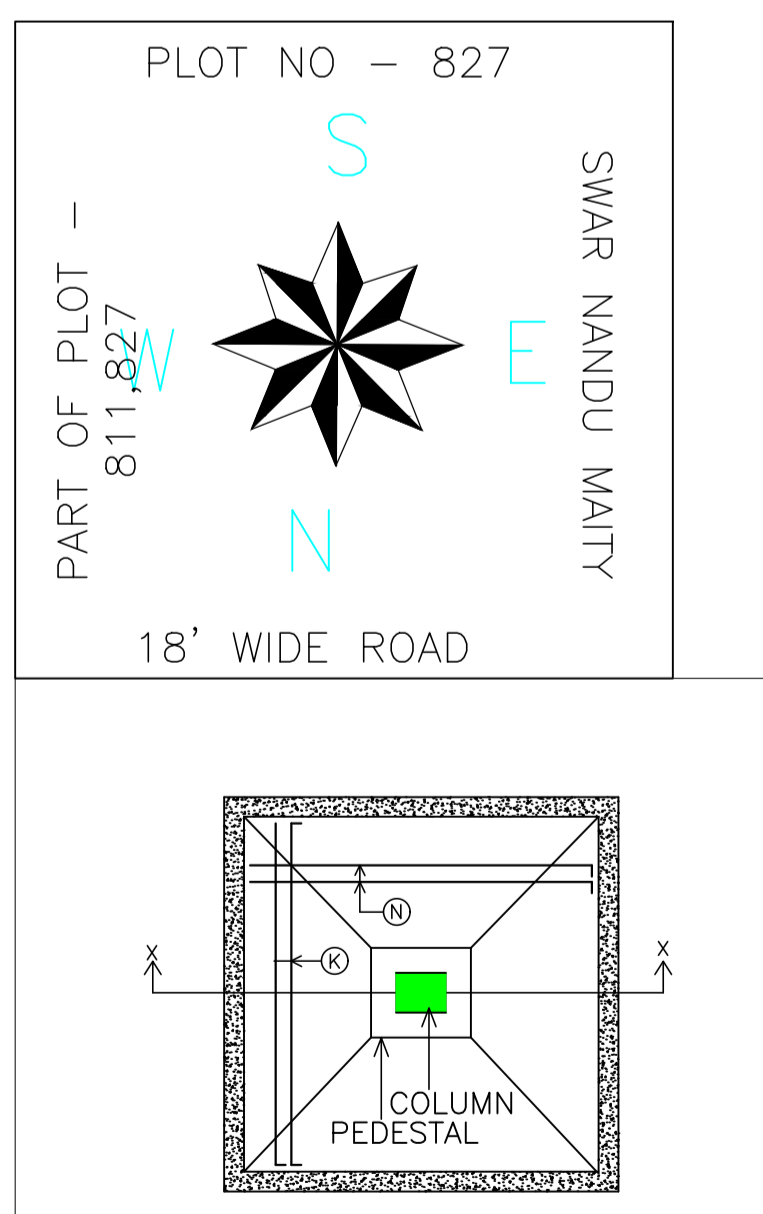 PLOT NO - 827
S
SWAR NANDU MAITY
PART OF PLOT -
811,827
W
E
N
18' WIDE ROAD
N
K
x
x
COLUMN
PEDESTAL